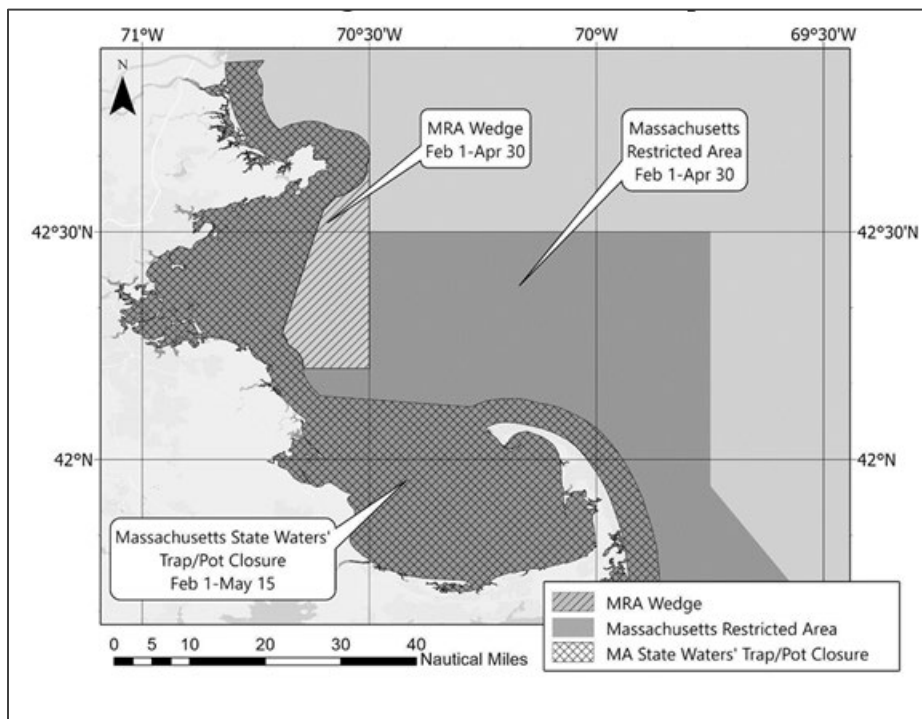 71°W 70°30'W 70°W 69°30'W
N
MRA Wedge
Feb 1-Apr 30
Massachusetts
Restricted Area
Feb 1-Apr 30
42°30'N 42°30'N
42°N 42°N
Massachusetts State Waters'
Trap/Pot Closure
Feb 1-May 15
MRA Wedge
Massachusetts Restricted Area
MA State Waters' Trap/Pot Closure
0 5 10 20 30 40 Nautical Miles